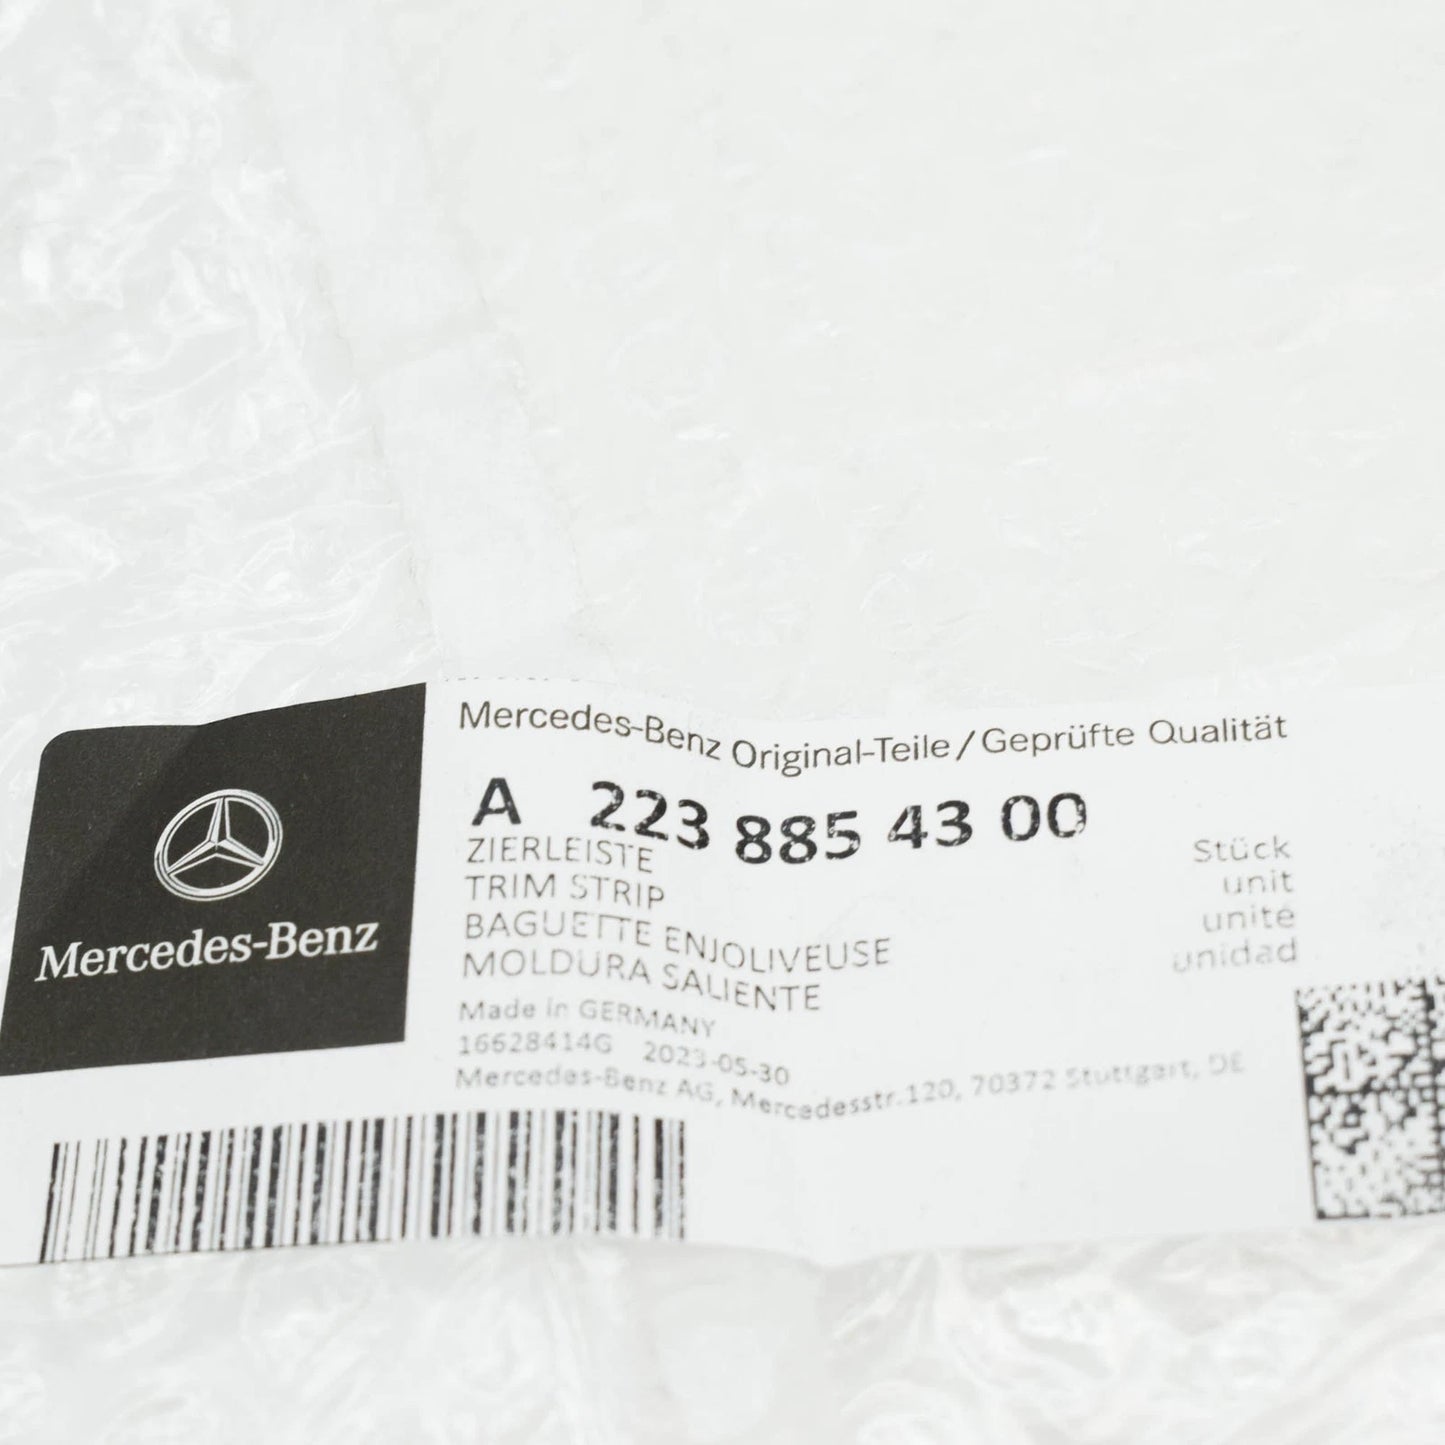 Mercedes-Benz
Mercedes-Benz Original-Teile / Geprüfte Qualität
A 223 885 43 00
ZIERLEISTE
TRIM STRIP
BAGUETTE ENJOLIVEUSE
MOLDURA SALIENTE
Stück
unit
unité
unidad
Made in GERMANY
16628414G 2023-05-30
Mercedes-Benz AG, Mercedesstr.120, 70372 Stuttgart, DE